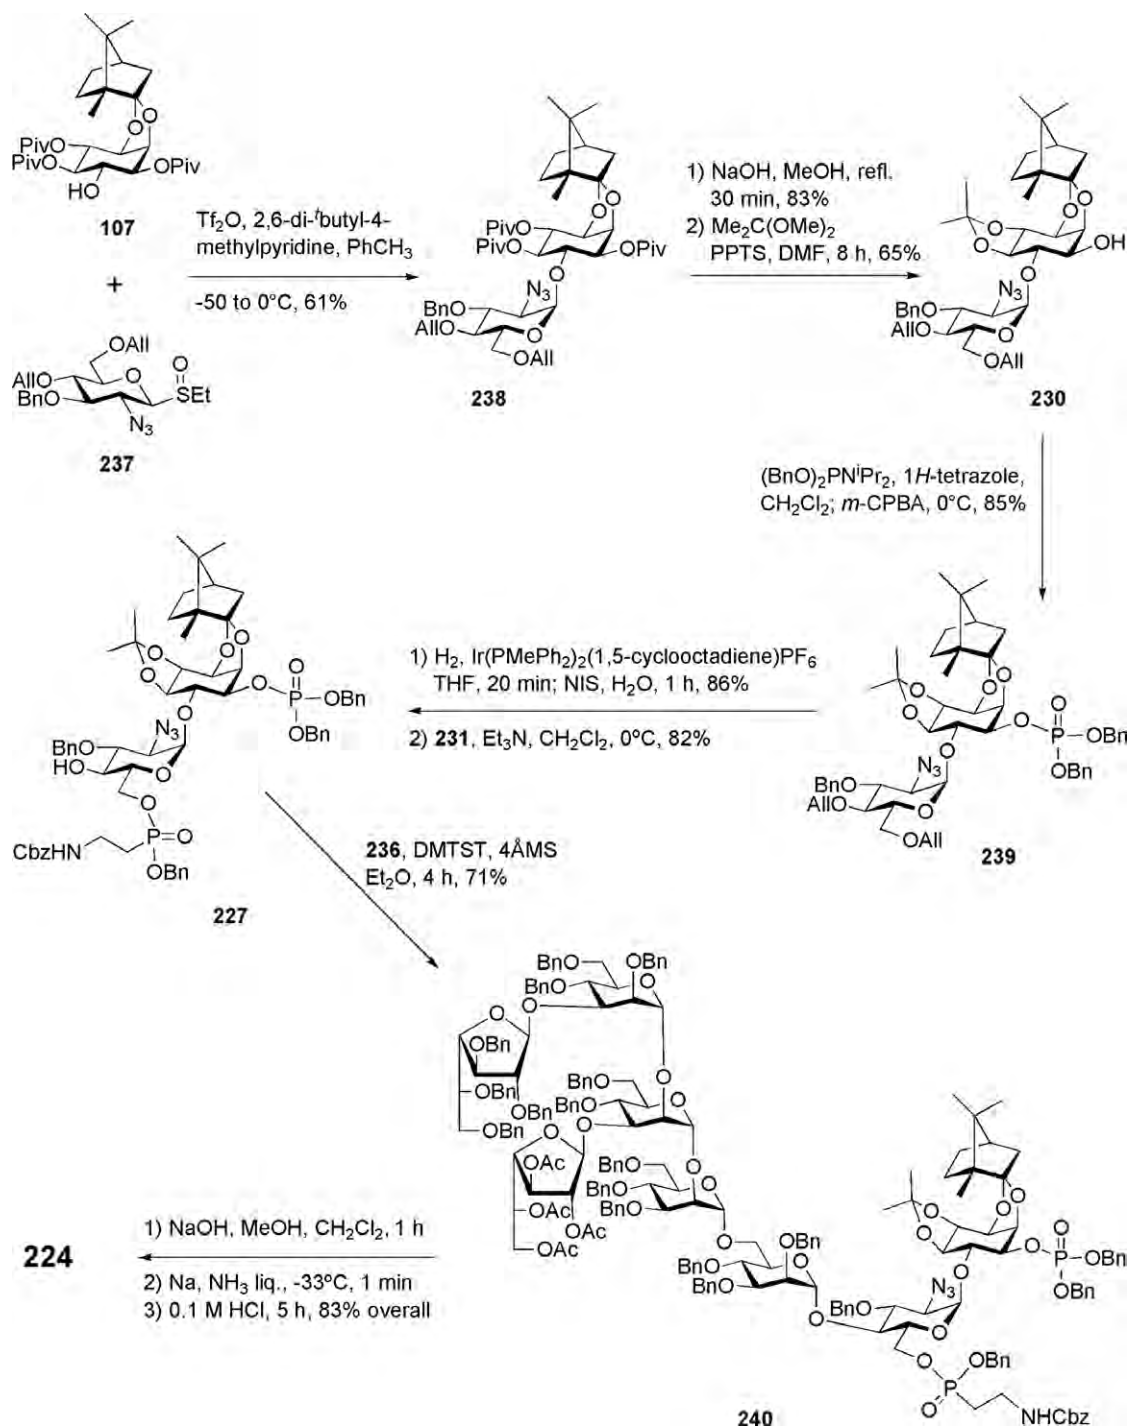 PivO
PivO
HO
OPiv
107
+
OAll
AllO
BnO
N3
O
SEt
237
Tf2O, 2,6-di-tbutyl-4-
methylpyridine, PhCH3
-50 to 0°C, 61%
PivO
PivO
OPiv
O
N3
BnO
AllO
OAll
238
1) NaOH, MeOH, refl.
30 min, 83%
2) Me2C(OMe)2
PPTS, DMF, 8 h, 65%
OH
O
N3
BnO
AllO
OAll
230
(BnO)2PNiPr2, 1H-tetrazole,
CH2Cl2; m-CPBA, 0°C, 85%
O
O-P-OBn
OBn
N3
BnO
AllO
OAll
239
1) H2, Ir(PMePh2)2(1,5-cyclooctadiene)PF6
THF, 20 min; NIS, H2O, 1 h, 86%
2) 231, Et3N, CH2Cl2, 0°C, 82%
O
O-P-OBn
OBn
N3
BnO
HO
O
CbzHN
P=O
OBn
227
236, DMTST, 4ÅMS
Et2O, 4 h, 71%
BnO
OBn
BnO
O
OBn
OBn
OBn
OBn
BnO
BnO
O
OAc
OAc
OAc
OAc
BnO
BnO
BnO
O
OBn
BnO
BnO
O
O
O-P-OBn
OBn
N3
BnO
O
OBn
P
O
NHCbz
240
1) NaOH, MeOH, CH2Cl2, 1 h
224
2) Na, NH3 liq., -33°C, 1 min
3) 0.1 M HCl, 5 h, 83% overall